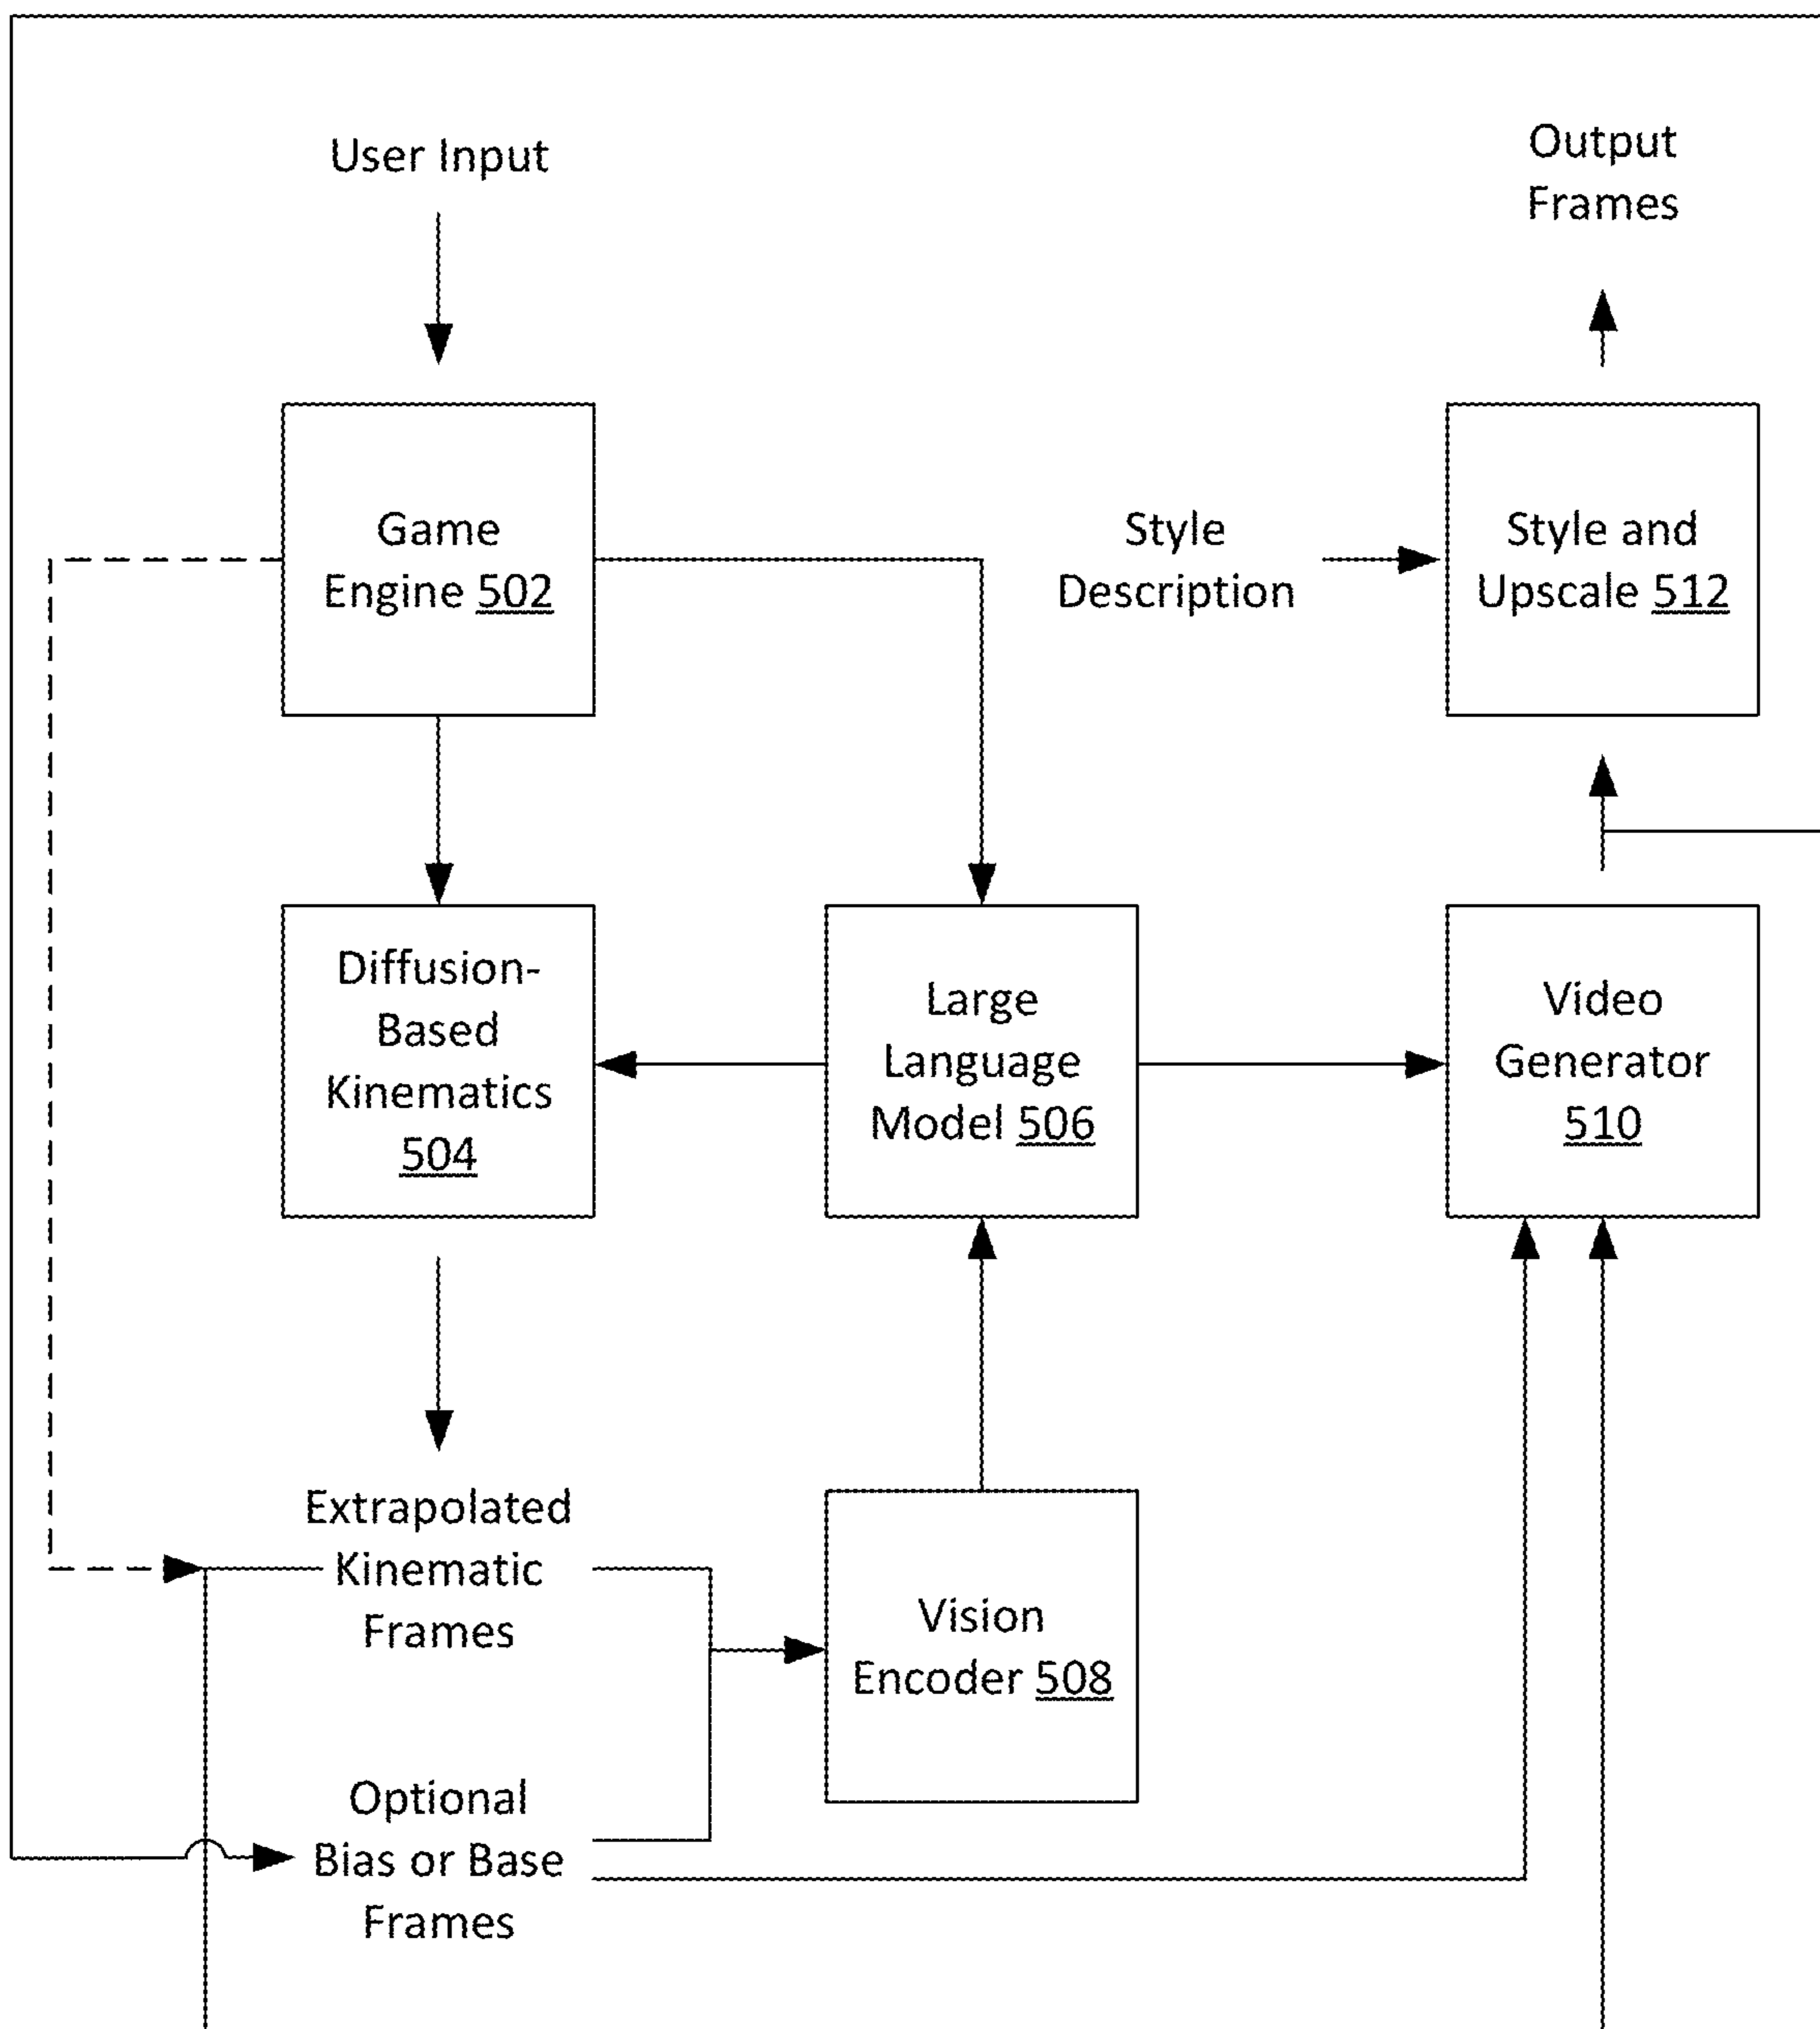 User Input
Output
Frames
Game
Engine 502
Style
Description
Style and
Upscale 512
Diffusion-
Based
Kinematics
504
Large
Language
Model 506
Video
Generator
510
Extrapolated
Kinematic
Frames
Vision
Encoder 508
Optional
Bias or Base
Frames